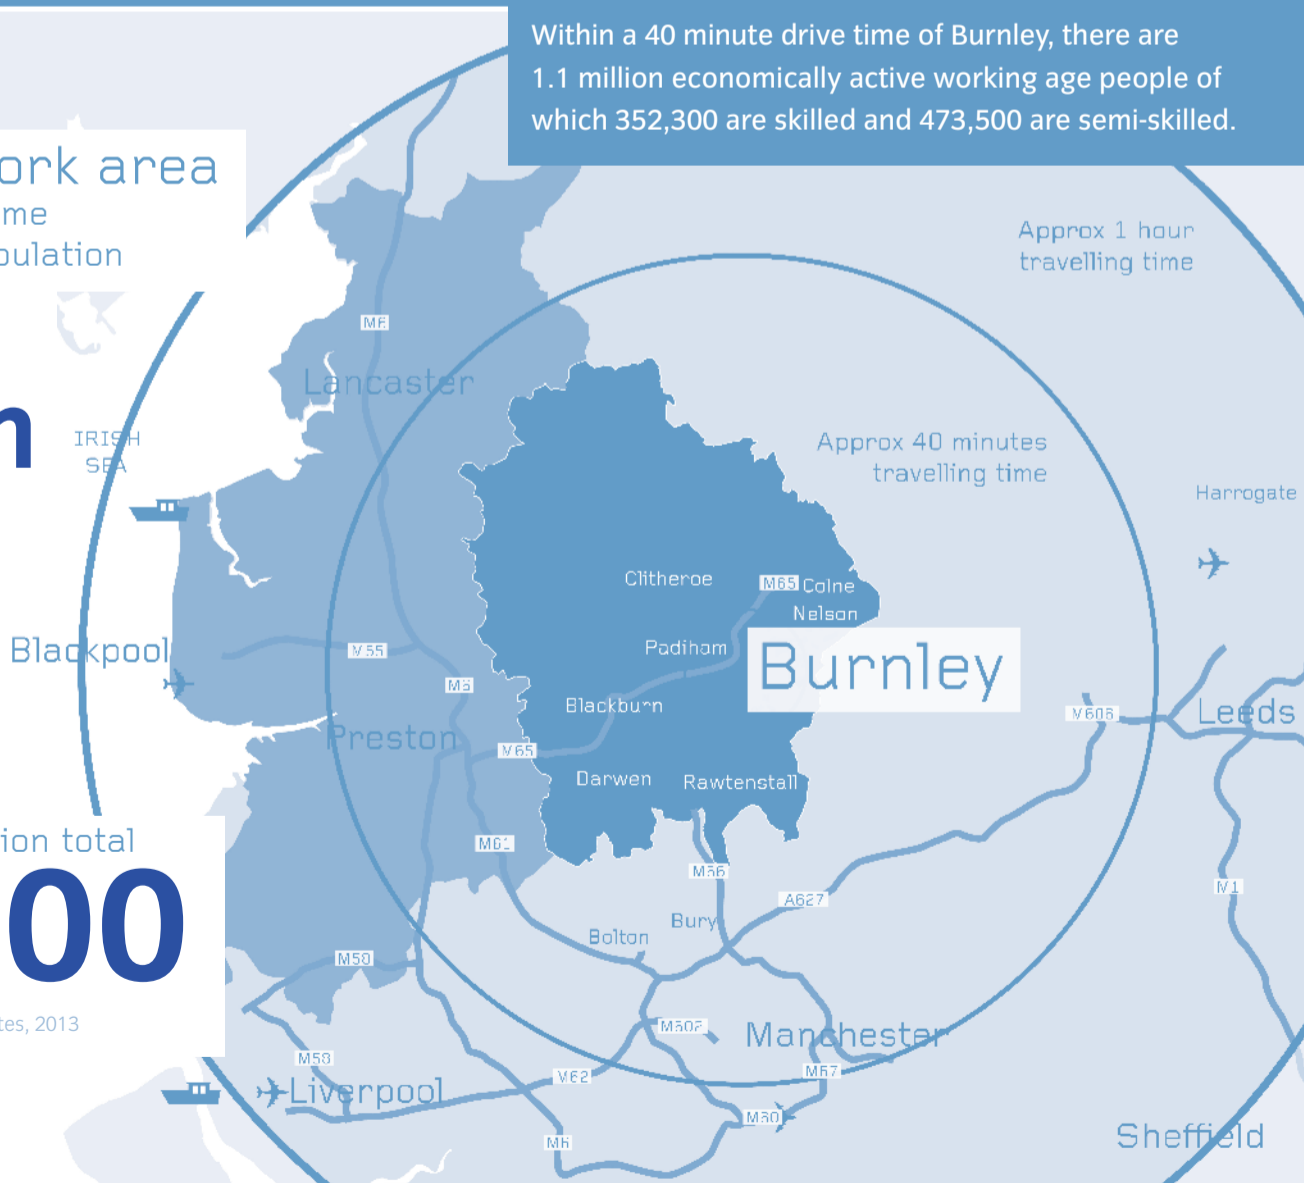 Within a 40 minute drive time of Burnley, there are
1.1 million economically active working age people of
which 352,300 are skilled and 473,500 are semi-skilled.
ork area
me
pulation
Approx 1 hour
travelling time
M6
Lancaster
n
IRISH
SEA
Approx 40 minutes
travelling time
Harrogate
Clitheroe
M65
Colne
Nelson
Padiham
Burnley
Blackpool
M55
M6
Blackburn
M606
Leeds
Preston
M65
Darwen
Rawtenstall
ion total
M61
00
M66
M1
A627
Bury
Bolton
M58
tes, 2013
M602
Manchester
M58
M67
M62
Liverpool
M60
M6
Sheffield